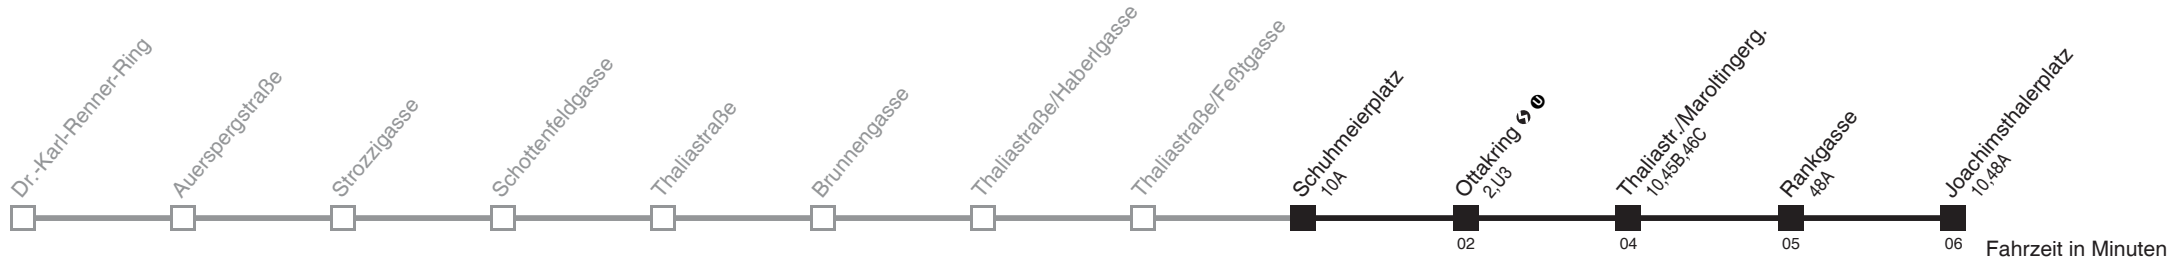 Dr.-Karl-Renner-Ring
Auerspergstraße
Strozzigasse
Schottenfeldgasse
Thaliastraße
Brunnengasse
Thaliastraße/Haberlgasse
Thaliastraße/Feßtgasse
Schuhmeierplatz
10A
Ottakring S U
2,U3
Thaliastr./Maroltingerg.
10,45B,46C
Rankgasse
48A
Joachimsthalerplatz
10,48A
02
04
05
06
Fahrzeit in Minuten